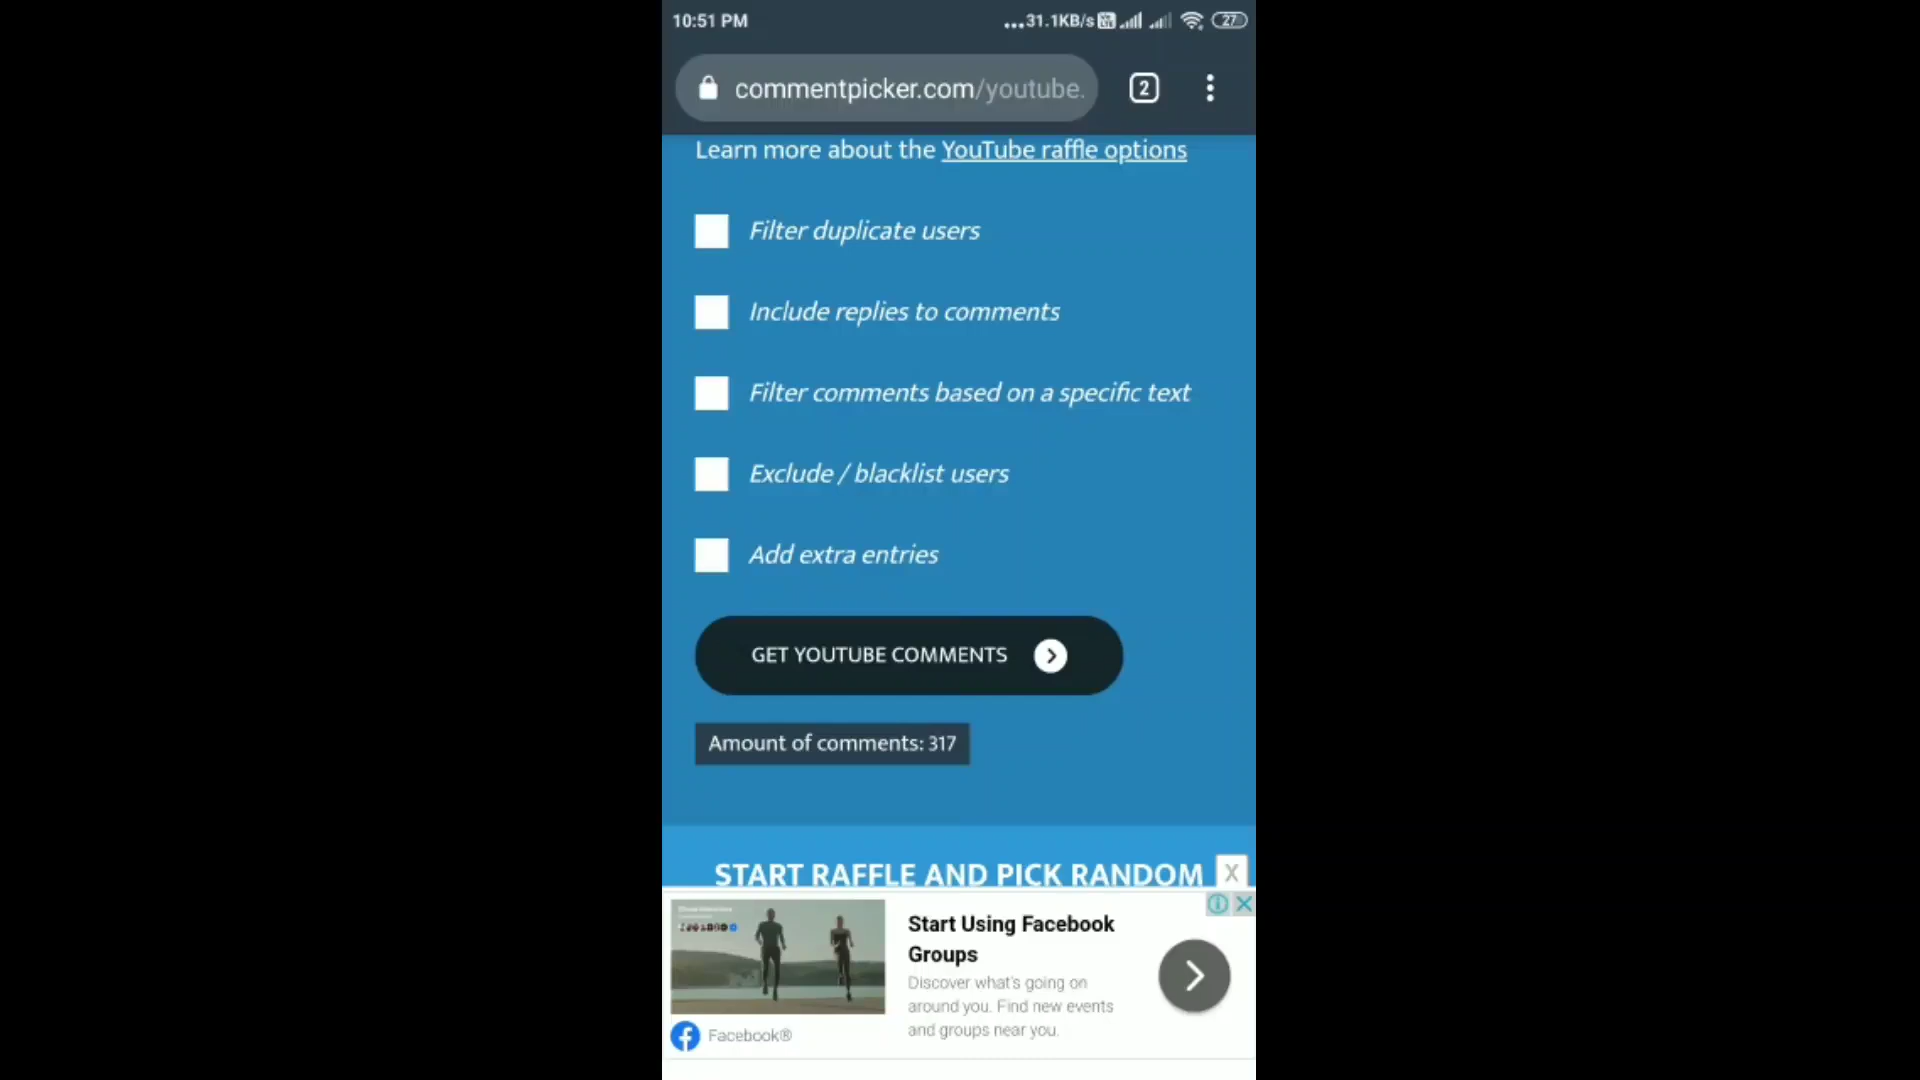 10:51 PM
...31.1KB/s
27
commentpicker.com/youtube.
2
Learn more about the YouTube raffle options
Filter duplicate users
Include replies to comments
Filter comments based on a specific text
Exclude / blacklist users
Add extra entries
GET YOUTUBE COMMENTS
Amount of comments: 317
START RAFFLE AND PICK RANDOM
X
Start Using Facebook
Groups
Discover what's going on
around you. Find new events
and groups near you.
Facebook®